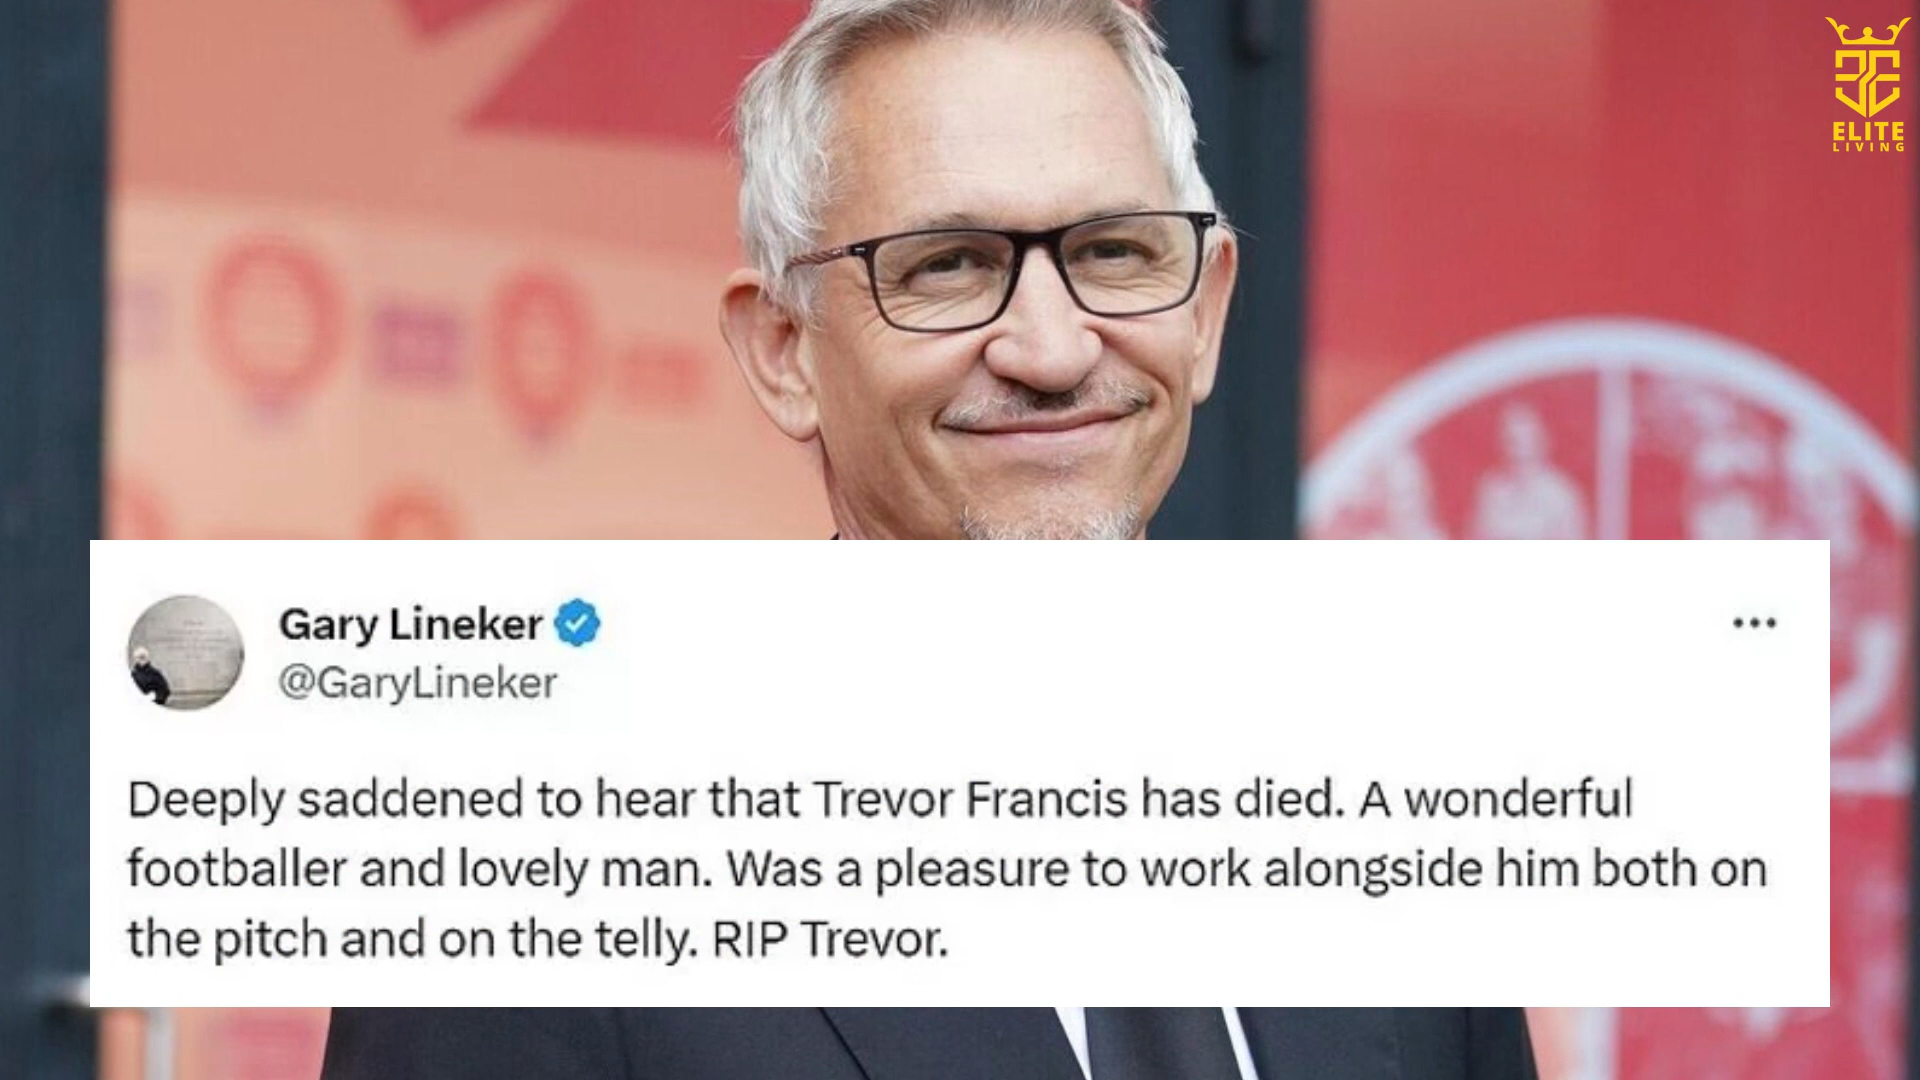 ELITE
LIVING
Gary Lineker
@GaryLineker
Deeply saddened to hear that Trevor Francis has died. A wonderful
footballer and lovely man. Was a pleasure to work alongside him both on
the pitch and on the telly. RIP Trevor.